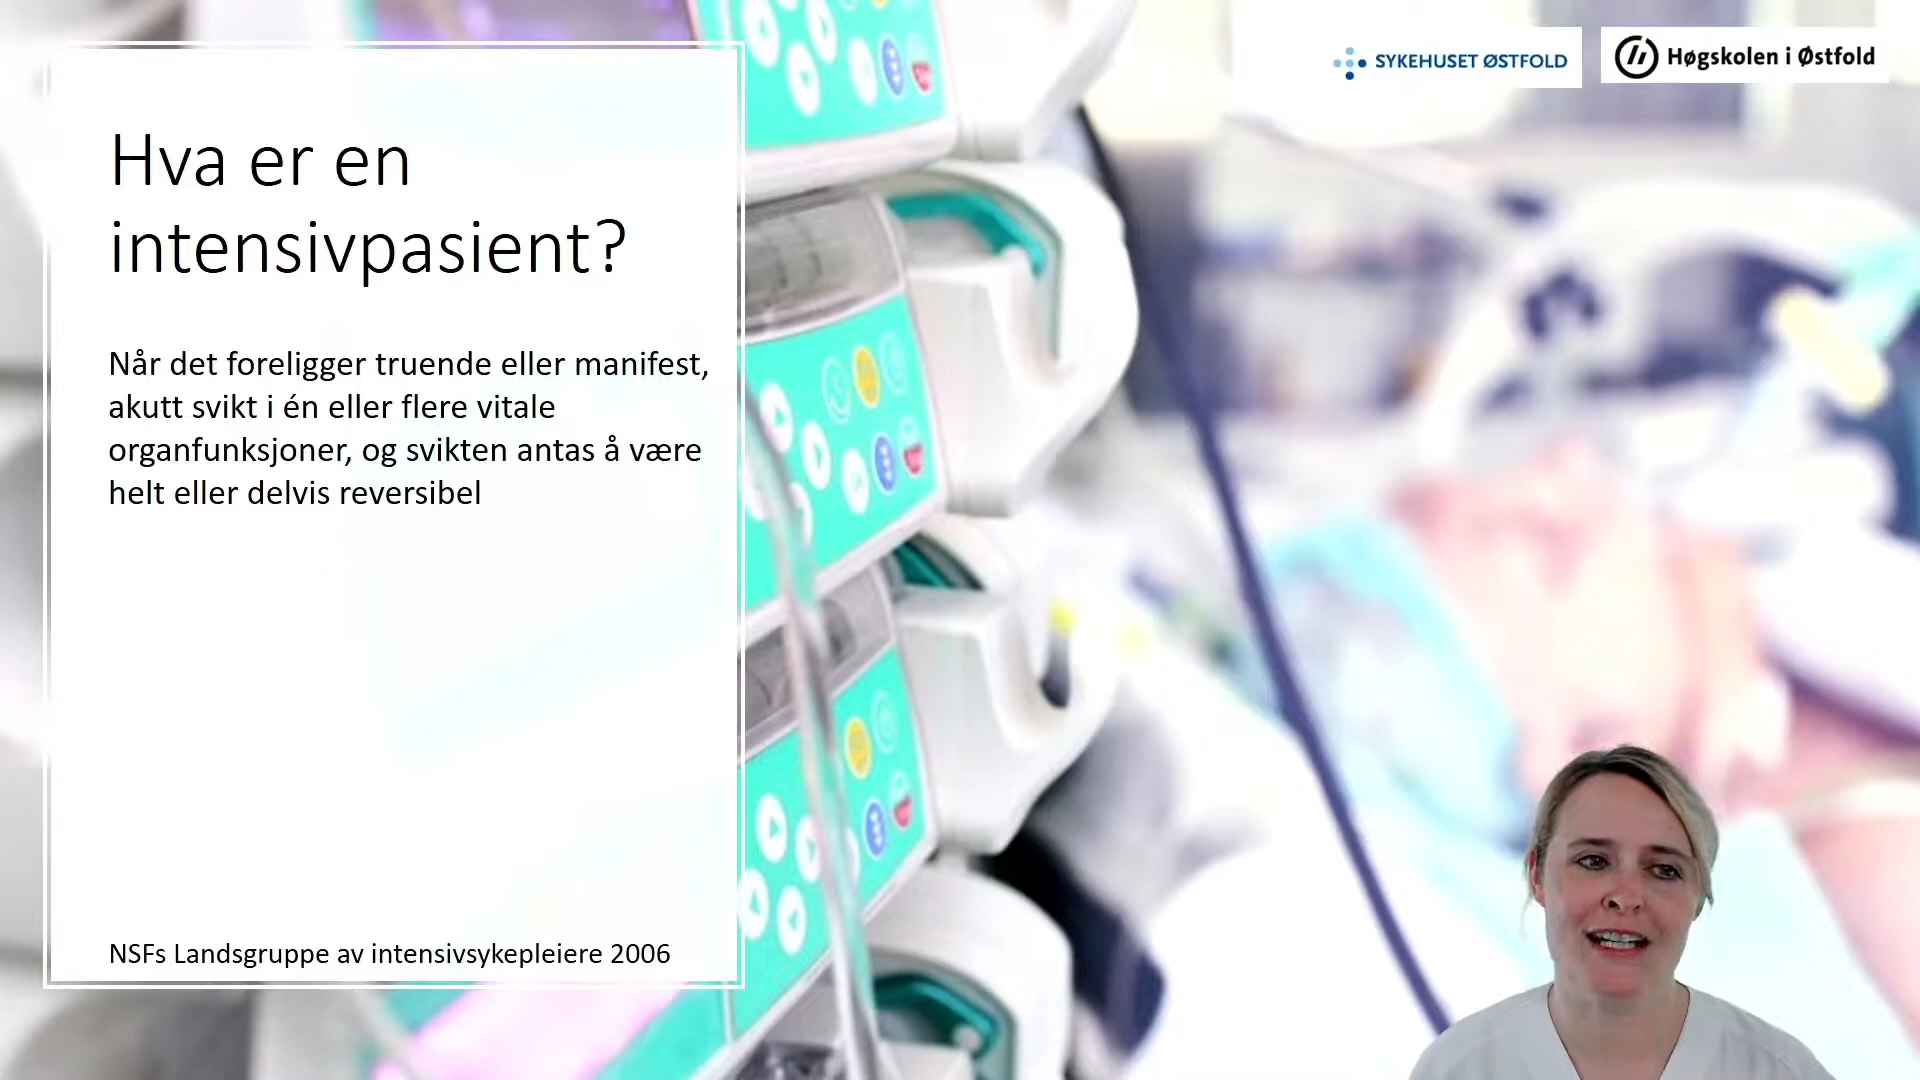 SYKEHUSET ØSTFOLD
Høgskolen i Østfold
Hva er en
intensivpasient?
Når det foreligger truende eller manifest,
akutt svikt i én eller flere vitale
organfunksjoner, og svikten antas å være
helt eller delvis reversibel
NSFs Landsgruppe av intensivsykepleiere 2006